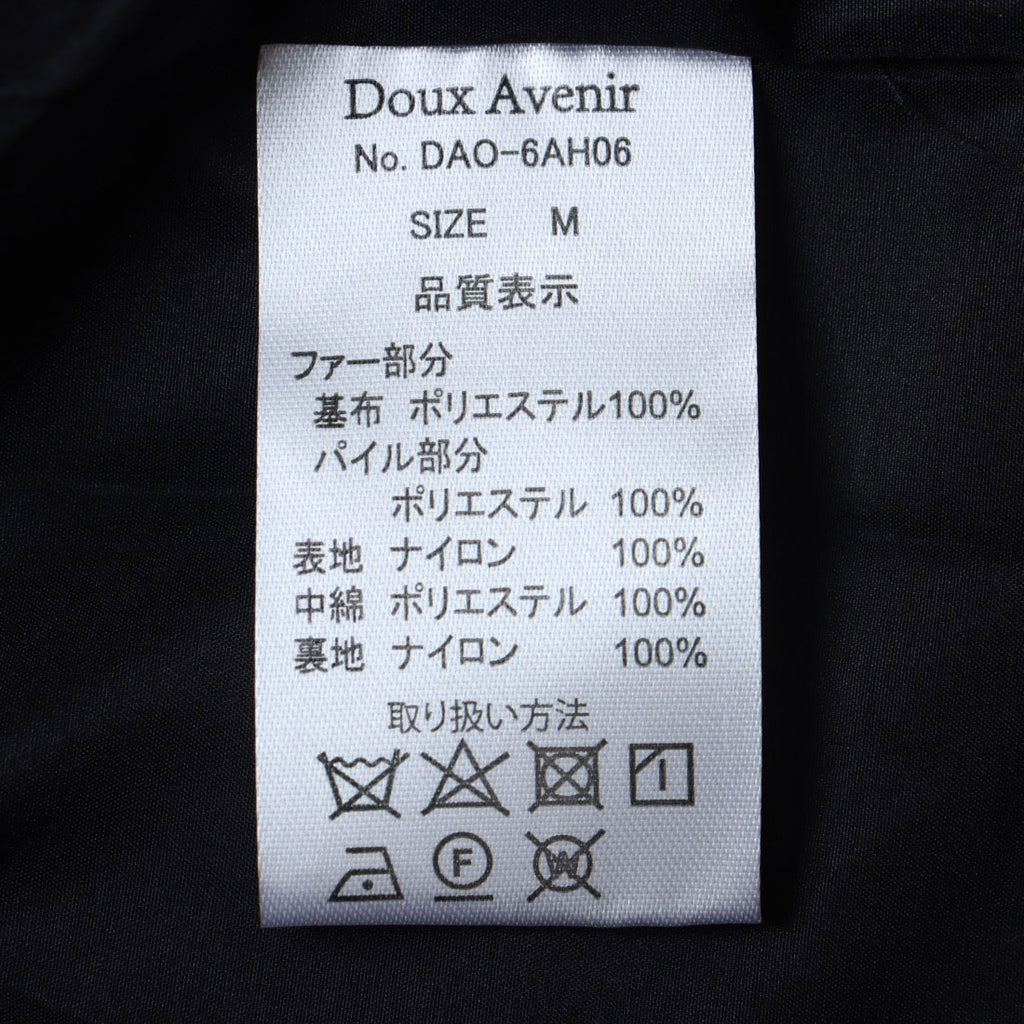 Doux Avenir
No. DAO-6AH06
SIZE M
品質表示
ファー部分
基布 ポリエステル100%
パイル部分
ポリエステル 100%
表地 ナイロン 100%
中綿 ポリエステル 100%
裏地 ナイロン 100%
取り扱い方法
F W